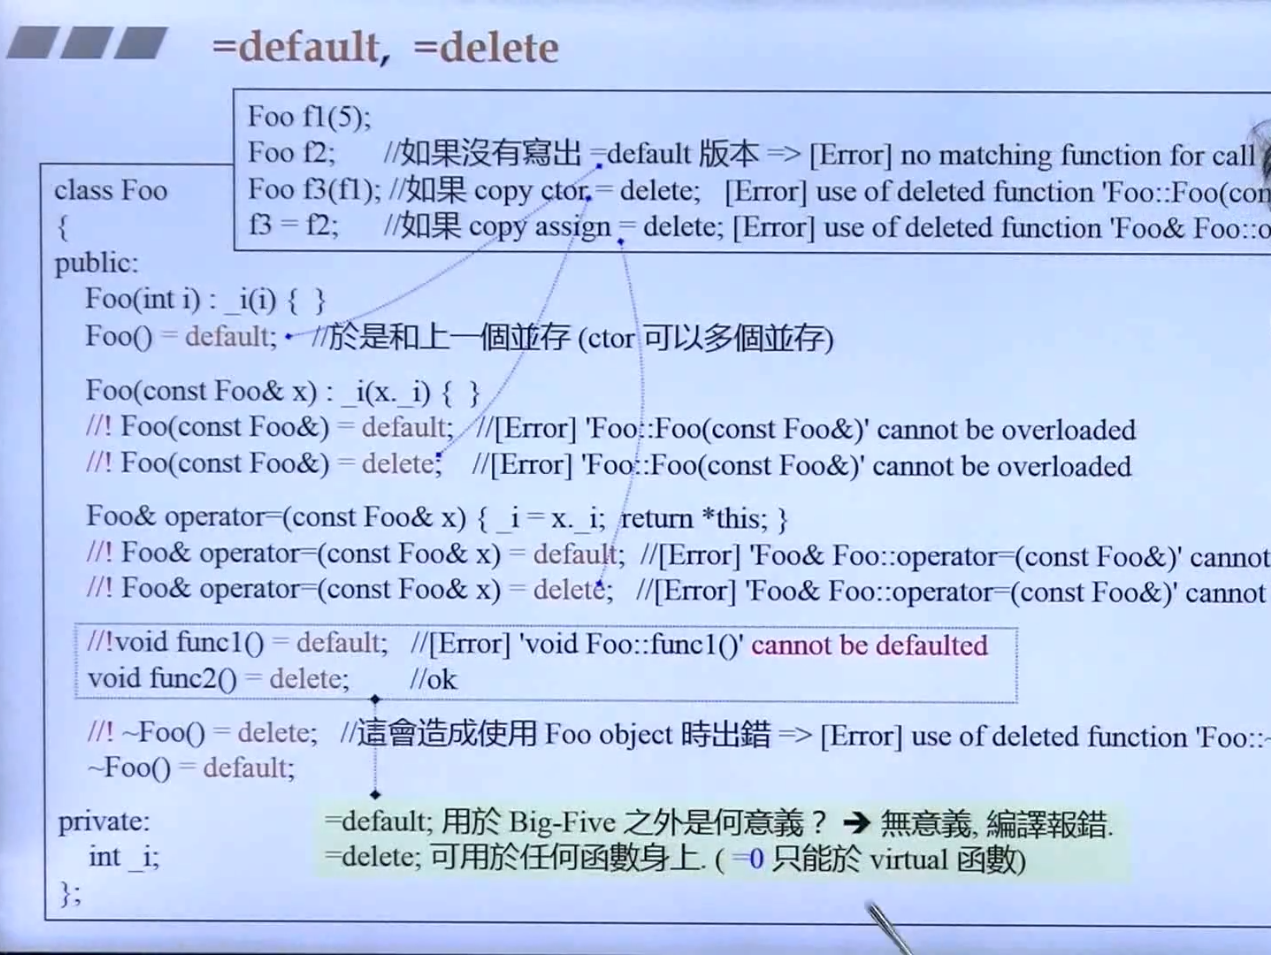 =default, =delete
Foo f1(5);
Foo f2; //如果沒有寫出 =default 版本 => [Error] no matching function for call
Foo f3(f1); //如果 copy ctor = delete; [Error] use of deleted function 'Foo::Foo(con
f3 = f2; //如果 copy assign = delete; [Error] use of deleted function 'Foo& Foo::o
class Foo
{
public:
Foo(int i) : _i(i) { }
Foo() = default; //於是和上一個並存 (ctor 可以多個並存)
Foo(const Foo& x) : _i(x._i) { }
//! Foo(const Foo&) = default; //[Error] 'Foo::Foo(const Foo&)' cannot be overloaded
//! Foo(const Foo&) = delete; //[Error] 'Foo::Foo(const Foo&)' cannot be overloaded
Foo& operator=(const Foo& x) { _i = x._i; return *this; }
//! Foo& operator=(const Foo& x) = default; //[Error] 'Foo& Foo::operator=(const Foo&)' cannot
//! Foo& operator=(const Foo& x) = delete; //[Error] 'Foo& Foo::operator=(const Foo&)' cannot
//!void func1() = default; //[Error] 'void Foo::func1()' cannot be defaulted
void func2() = delete; //ok
//! ~Foo() = delete; //這會造成使用 Foo object 時出錯 => [Error] use of deleted function 'Foo::~
~Foo() = default;
private:
int _i;
};
=default; 用於 Big-Five 之外是何意義？ ➔ 無意義, 編譯報錯.
=delete; 可用於任何函數身上. ( =0 只能於 virtual 函數)